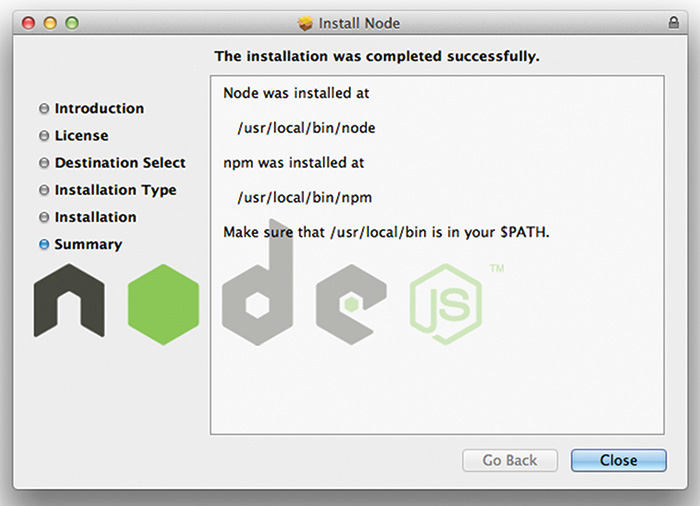 Install Node
The installation was completed successfully.
Introduction
License
Destination Select
Installation Type
Installation
Summary
Node was installed at
/usr/local/bin/node
npm was installed at
/usr/local/bin/npm
Make sure that /usr/local/bin is in your $PATH.
node JS™
Go Back
Close